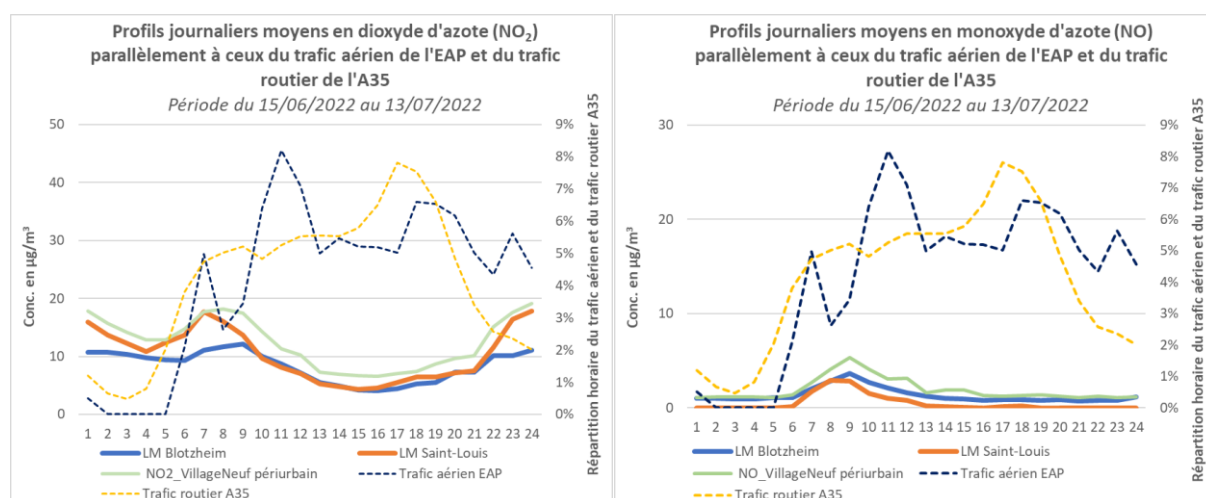 Profils journaliers moyens en dioxyde d'azote (NO₂)
parallèlement à ceux du trafic aérien de l'EAP et du trafic
routier de l'A35
Période du 15/06/2022 au 13/07/2022
Conc. en µg/m³
50
40
30
20
10
0
9%
8%
7%
6%
5%
4%
3%
2%
1%
0%
Répartition horaire du trafic aérien et du trafic routier A35
1 2 3 4 5 6 7 8 9 10 11 12 13 14 15 16 17 18 19 20 21 22 23 24
LM Blotzheim
LM Saint-Louis
NO2_VillageNeuf périurbain
Trafic aérien EAP
Trafic routier A35
Profils journaliers moyens en monoxyde d'azote (NO)
parallèlement à ceux du trafic aérien de l'EAP et du trafic
routier de l'A35
Période du 15/06/2022 au 13/07/2022
Conc. en µg/m³
30
20
10
0
9%
8%
7%
6%
5%
4%
3%
2%
1%
0%
Répartition horaire du trafic aérien et du trafic routier A35
1 2 3 4 5 6 7 8 9 10 11 12 13 14 15 16 17 18 19 20 21 22 23 24
LM Blotzheim
LM Saint-Louis
NO_VillageNeuf périurbain
Trafic aérien EAP
Trafic routier A35